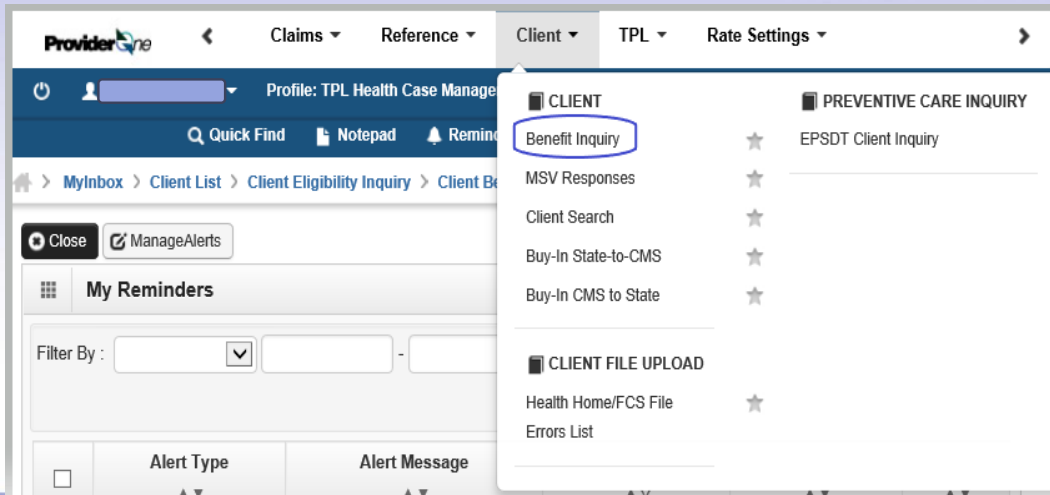 ProviderOne Claims Reference Client TPL Rate Settings
Profile: TPL Health Case Manage
Quick Find Notepad Remin
> MyInbox > Client List > Client Eligibility Inquiry > Client Be
Close ManageAlerts
My Reminders
Filter By : -
Alert Type Alert Message
CLIENT
Benefit Inquiry
MSV Responses
Client Search
Buy-In State-to-CMS
Buy-In CMS to State
CLIENT FILE UPLOAD
Health Home/FCS File
Errors List
PREVENTIVE CARE INQUIRY
EPSDT Client Inquiry